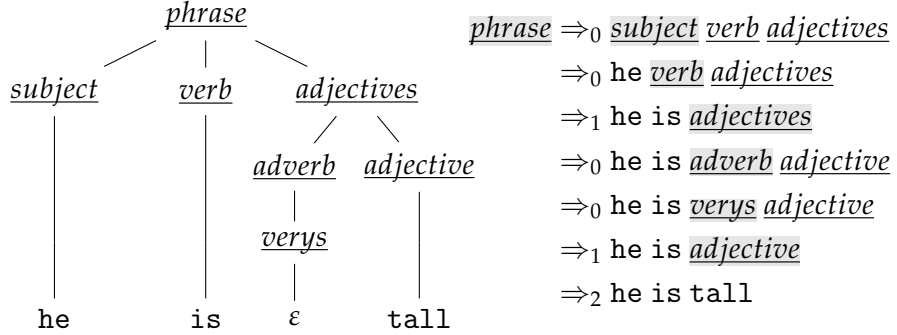 phrase
subject verb adjectives
adverb adjective
verys
he is ε tall
phrase ⇒₀ subject verb adjectives
⇒₀ he verb adjectives
⇒₁ he is adjectives
⇒₀ he is adverb adjective
⇒₀ he is verys adjective
⇒₁ he is adjective
⇒₂ he is tall